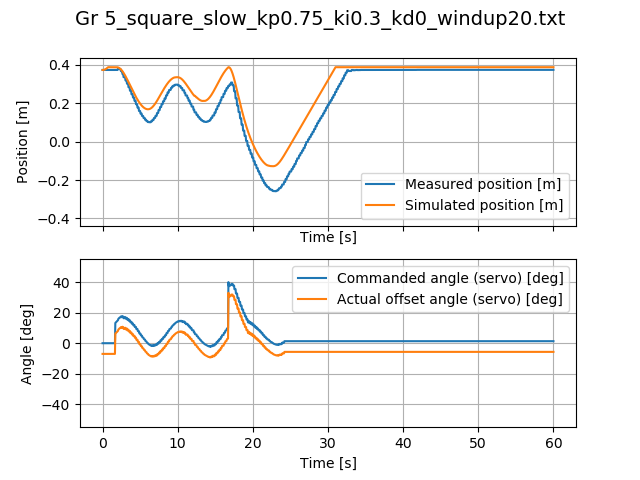 Gr 5_square_slow_kp0.75_ki0.3_kd0_windup20.txt
0.4
0.2
0.0
−0.2
−0.4
Position [m]
Measured position [m]
Simulated position [m]
Time [s]
40
20
0
−20
−40
Angle [deg]
Commanded angle (servo) [deg]
Actual offset angle (servo) [deg]
0 10 20 30 40 50 60
Time [s]